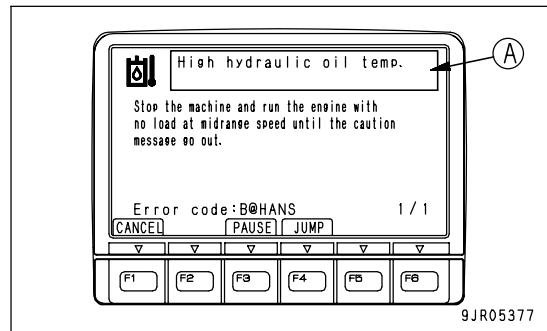 High hydraulic oil temp.
A
Stop the machine and run the engine with
no load at midrange speed until the caution
message go out.
Error code:B@HANS 1/1
CANCEL PAUSE JUMP
F1 F2 F3 F4 F5 F6
9JR05377